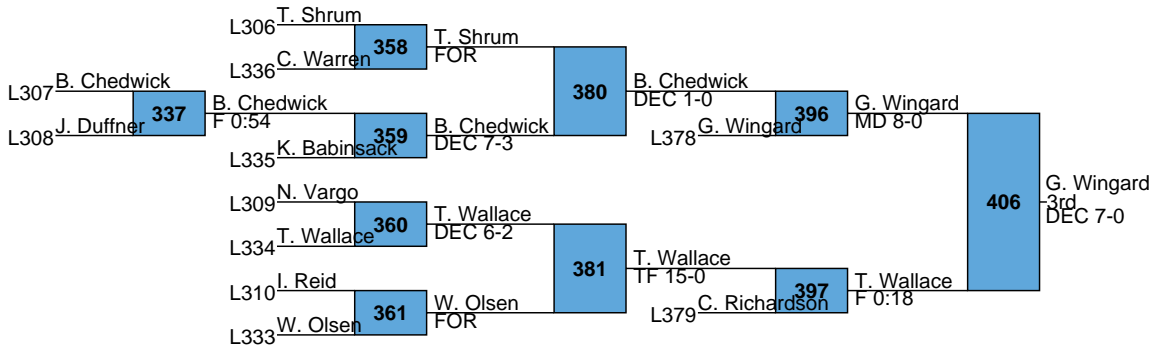 L307 B. Chedwick
L308 J. Duffner
337
B. Chedwick
F 0:54
L306 T. Shrum
L336 C. Warren
358
T. Shrum
FOR
359
L335 K. Babinsack
B. Chedwick
DEC 7-3
L309 N. Vargo
L334 T. Wallace
360
T. Wallace
DEC 6-2
L310 I. Reid
L333 W. Olsen
361
W. Olsen
FOR
380
B. Chedwick
DEC 1-0
381
T. Wallace
TF 15-0
L378 G. Wingard
396
G. Wingard
MD 8-0
L379 C. Richardson
397
T. Wallace
F 0:18
406
G. Wingard
3rd
DEC 7-0